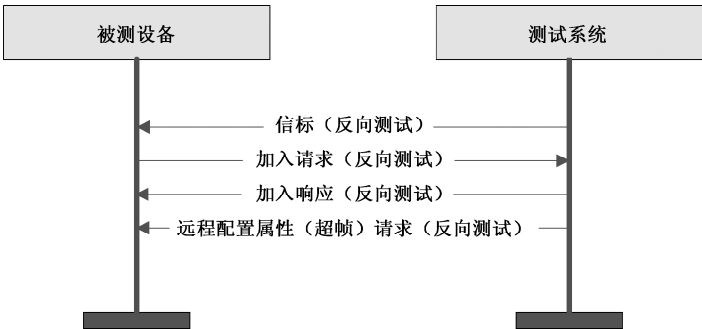 被测设备
测试系统
信标（反向测试）
加入请求（反向测试）
加入响应（反向测试）
远程配置属性（超帧）请求（反向测试）